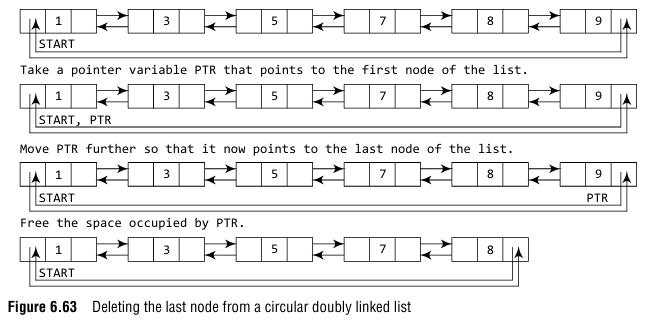 1 3 5 7 8 9
START
Take a pointer variable PTR that points to the first node of the list.
1 3 5 7 8 9
START, PTR
Move PTR further so that it now points to the last node of the list.
1 3 5 7 8 9
START PTR
Free the space occupied by PTR.
1 3 5 7 8
START
Figure 6.63 Deleting the last node from a circular doubly linked list